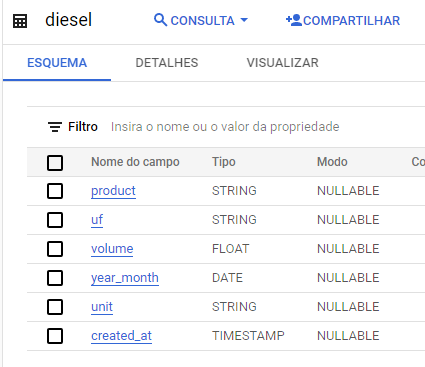 diesel CONSULTA COMPARTILHAR
ESQUEMA DETALHES VISUALIZAR
Filtro Insira o nome ou o valor da propriedade
Nome do campo Tipo Modo Co
product STRING NULLABLE
uf STRING NULLABLE
volume FLOAT NULLABLE
year_month DATE NULLABLE
unit STRING NULLABLE
created_at TIMESTAMP NULLABLE